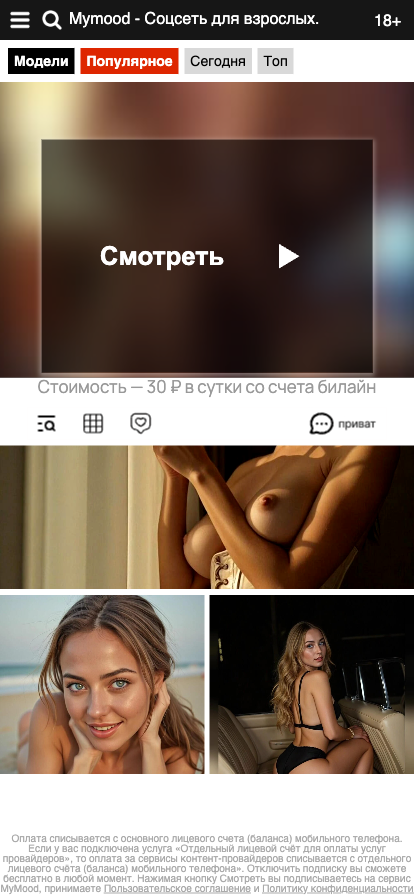 Mymood - Соцсеть для взрослых.
18+
Модели Популярное Сегодня Топ
Смотреть
Стоимость — 30 ₽ в сутки со счета билайн
приват
Оплата списывается с основного лицевого счета (баланса) мобильного телефона.
Если у вас подключена услуга «Отдельный лицевой счёт для оплаты услуг
провайдеров», то оплата за сервисы контент-провайдеров списывается с отдельного
лицевого счёта (баланса) мобильного телефона». Отключить подписку вы сможете
бесплатно в любой момент. Нажимая кнопку Смотреть вы подписываетесь на сервис
MyMood, принимаете Пользовательское соглашение и Политику конфиденциальности